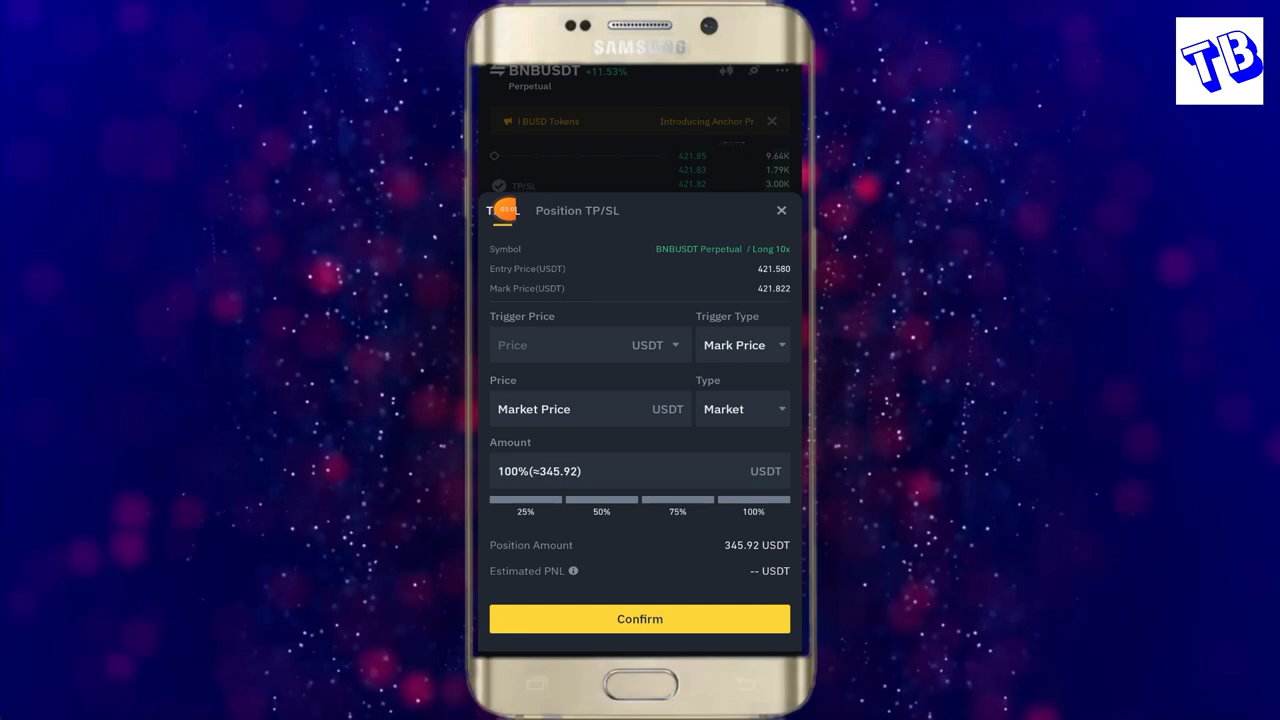 SAMSUNG
TB
BNBUSDT +11.53%
Perpetual
l BUSD Tokens Introducing Anchor Pr
421.85 9.64K
421.83 1.79K
TP/SL 421.82 3.00K
Position TP/SL
Symbol BNBUSDT Perpetual / Long 10x
Entry Price(USDT) 421.580
Mark Price(USDT) 421.822
Trigger Price Trigger Type
Price USDT Mark Price
Price Type
Market Price USDT Market
Amount
100%(≈345.92) USDT
25% 50% 75% 100%
Position Amount 345.92 USDT
Estimated PNL -- USDT
Confirm